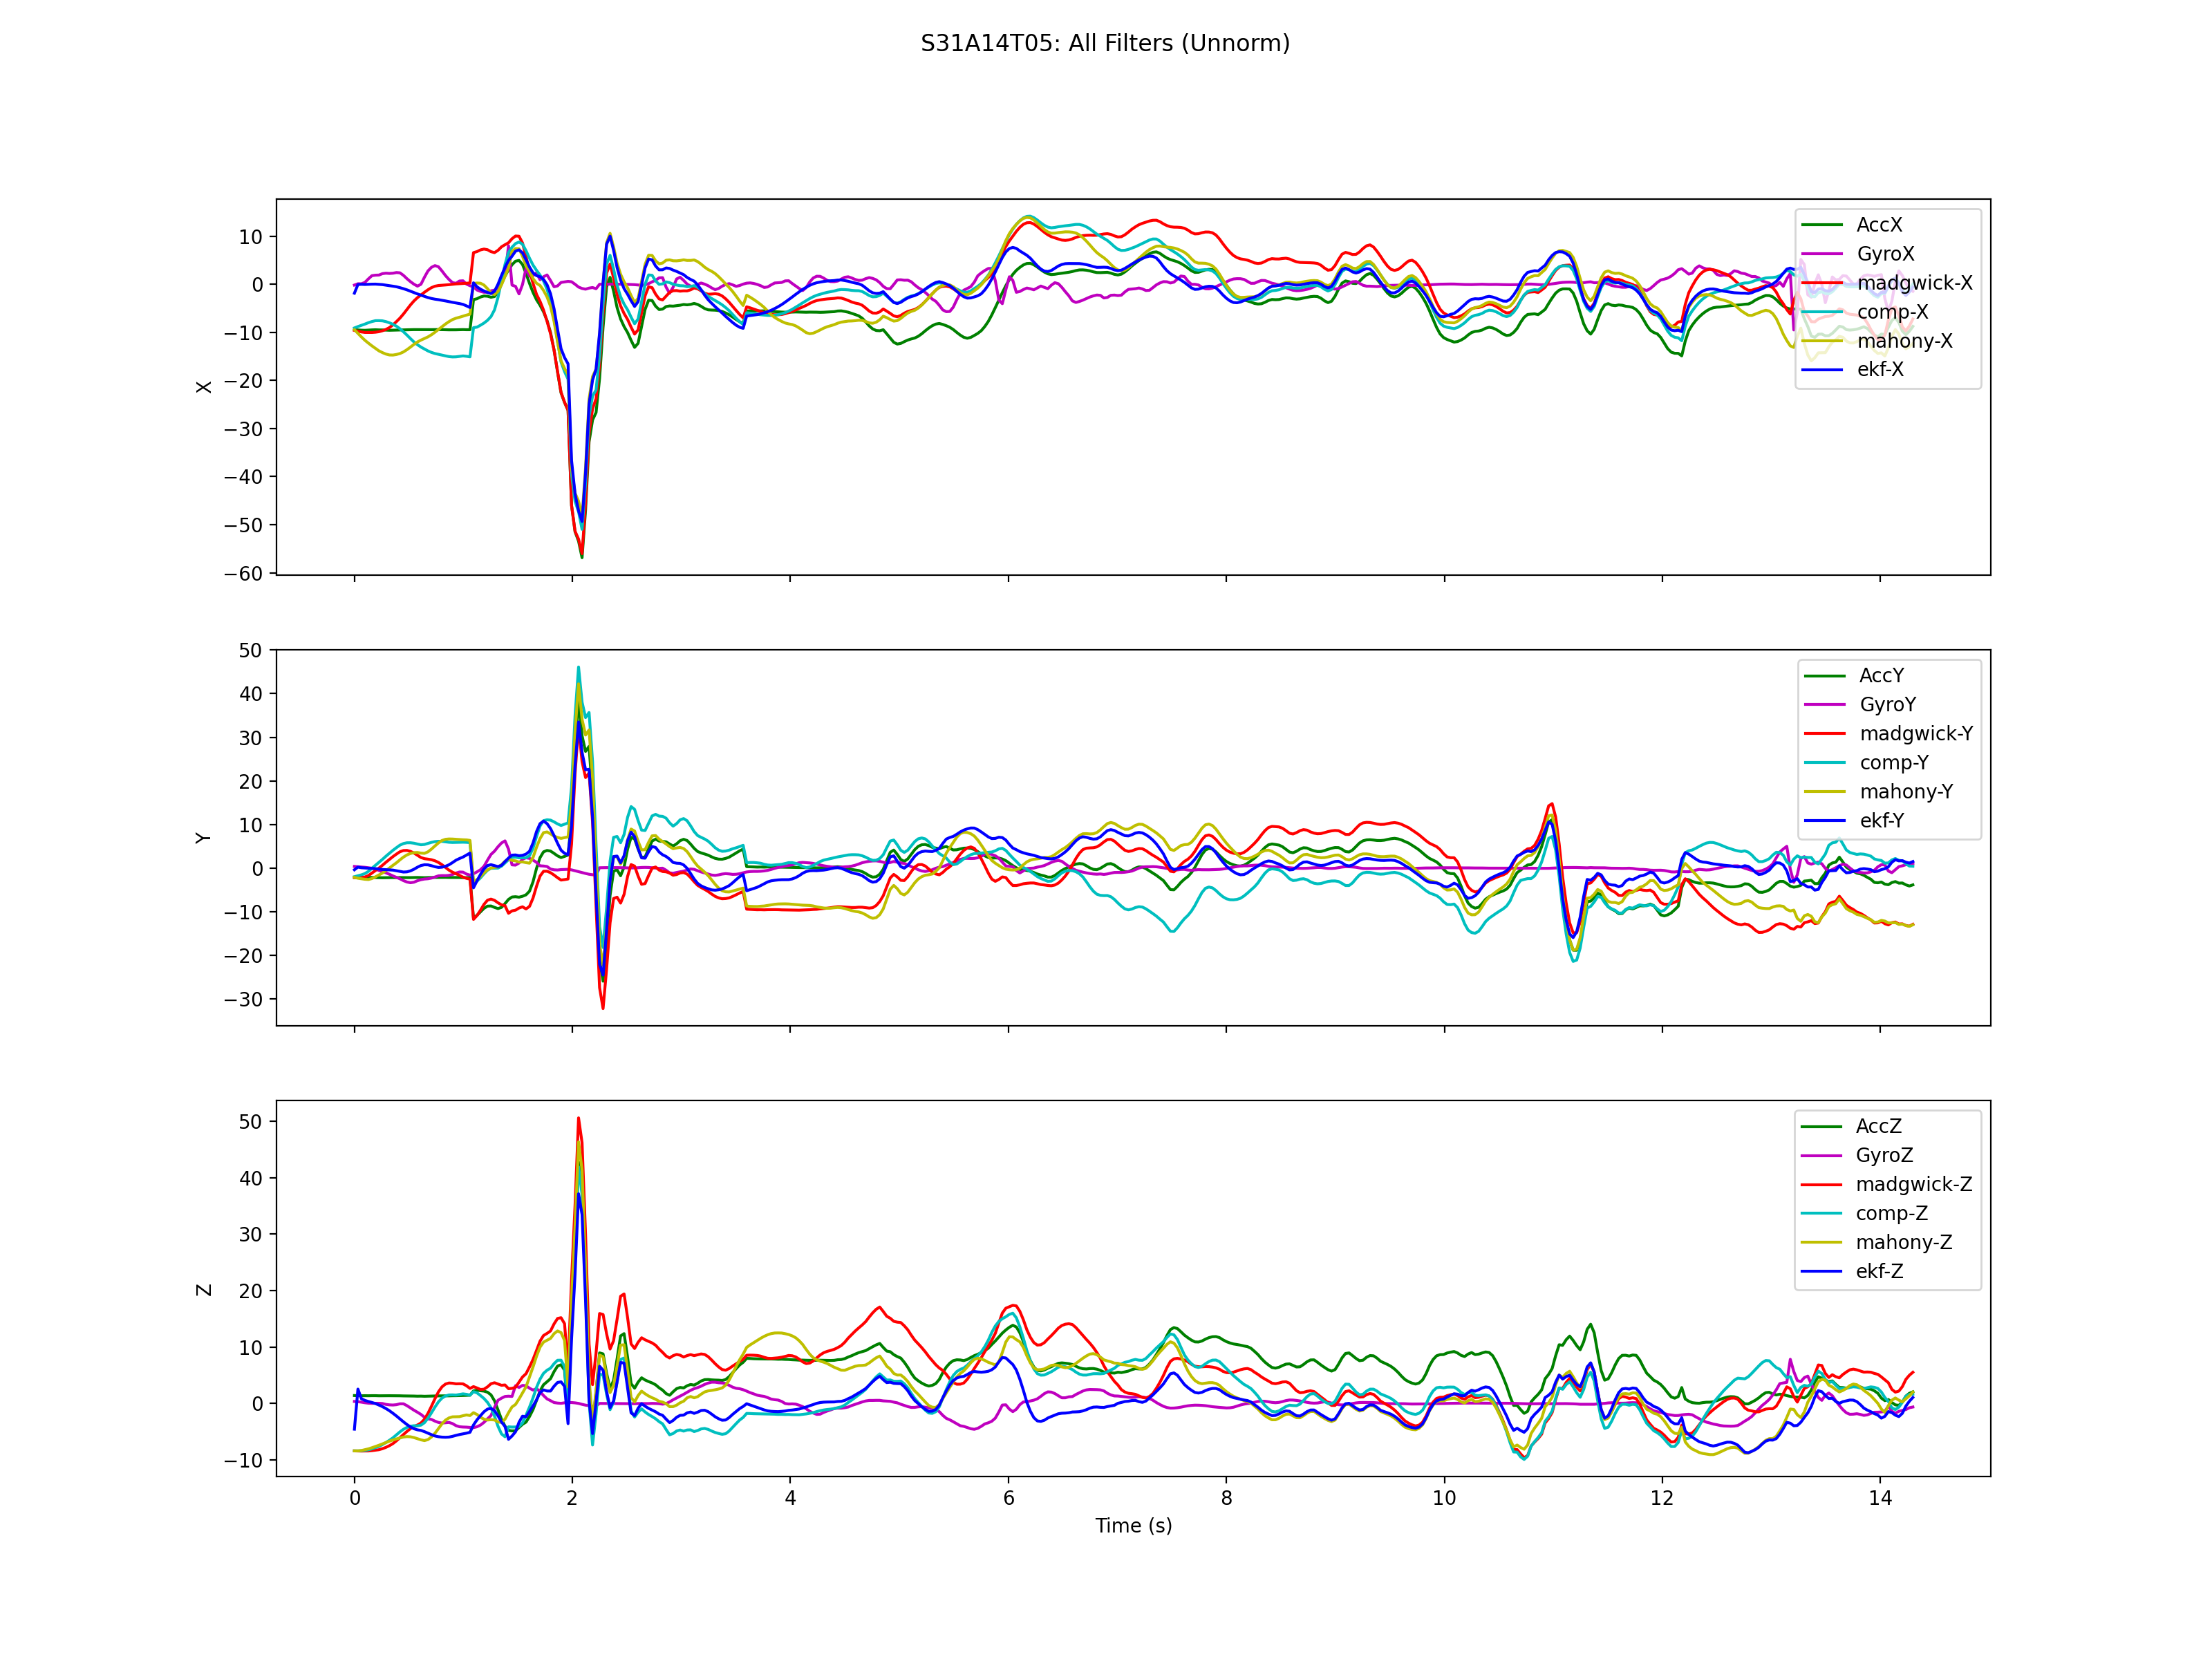 S31A14T05: All Filters (Unnorm)
10
0
−10
−20
−30
−40
−50
−60
X
AccX
GyroX
madgwick-X
comp-X
mahony-X
ekf-X
50
40
30
20
10
0
−10
−20
−30
Y
AccY
GyroY
madgwick-Y
comp-Y
mahony-Y
ekf-Y
50
40
30
20
10
0
−10
Z
AccZ
GyroZ
madgwick-Z
comp-Z
mahony-Z
ekf-Z
0 2 4 6 8 10 12 14
Time (s)